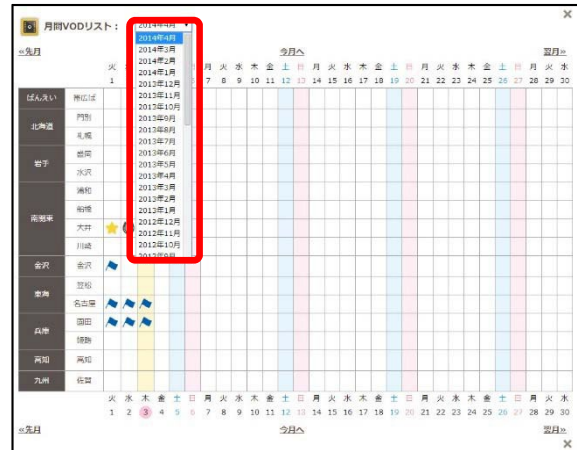 ×
月間VODリスト： 2014年4月
«先月 今月へ 翌月»
2014年4月
2014年3月
2014年2月
2014年1月
2013年12月
2013年11月
2013年10月
2013年9月
2013年8月
2013年7月
2013年6月
2013年5月
2013年4月
2013年3月
2013年2月
2013年1月
2012年12月
2012年11月
2012年10月
2012年9月
火 月 火 水 木 金 土 日 月 火 水 木 金 土 日 月 火 水 木 金 土 日 月 火 水
1 7 8 9 10 11 12 13 14 15 16 17 18 19 20 21 22 23 24 25 26 27 28 29 30
ばんえい 帯広ば
北海道 門別
札幌
岩手 盛岡
水沢
南関東 浦和
船橋
大井
川崎
金沢 金沢
東海 笠松
名古屋
兵庫 園田
姫路
高知 高知
九州 佐賀
火 水 木 金 土 日 月 火 水 木 金 土 日 月 火 水 木 金 土 日 月 火 水 木 金 土 日 月 火 水
1 2 3 4 5 6 7 8 9 10 11 12 13 14 15 16 17 18 19 20 21 22 23 24 25 26 27 28 29 30
«先月 今月へ 翌月»
×